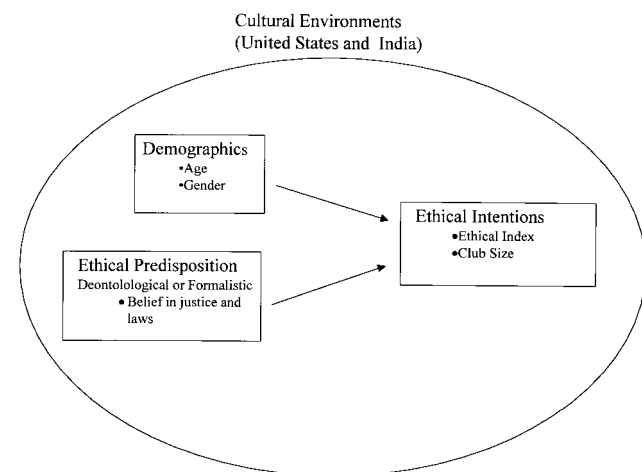 Cultural Environments
(United States and India)
Demographics
•Age
•Gender
Ethical Predisposition
Deontolological or Formalistic
• Belief in justice and
laws
Ethical Intentions
•Ethical Index
•Club Size